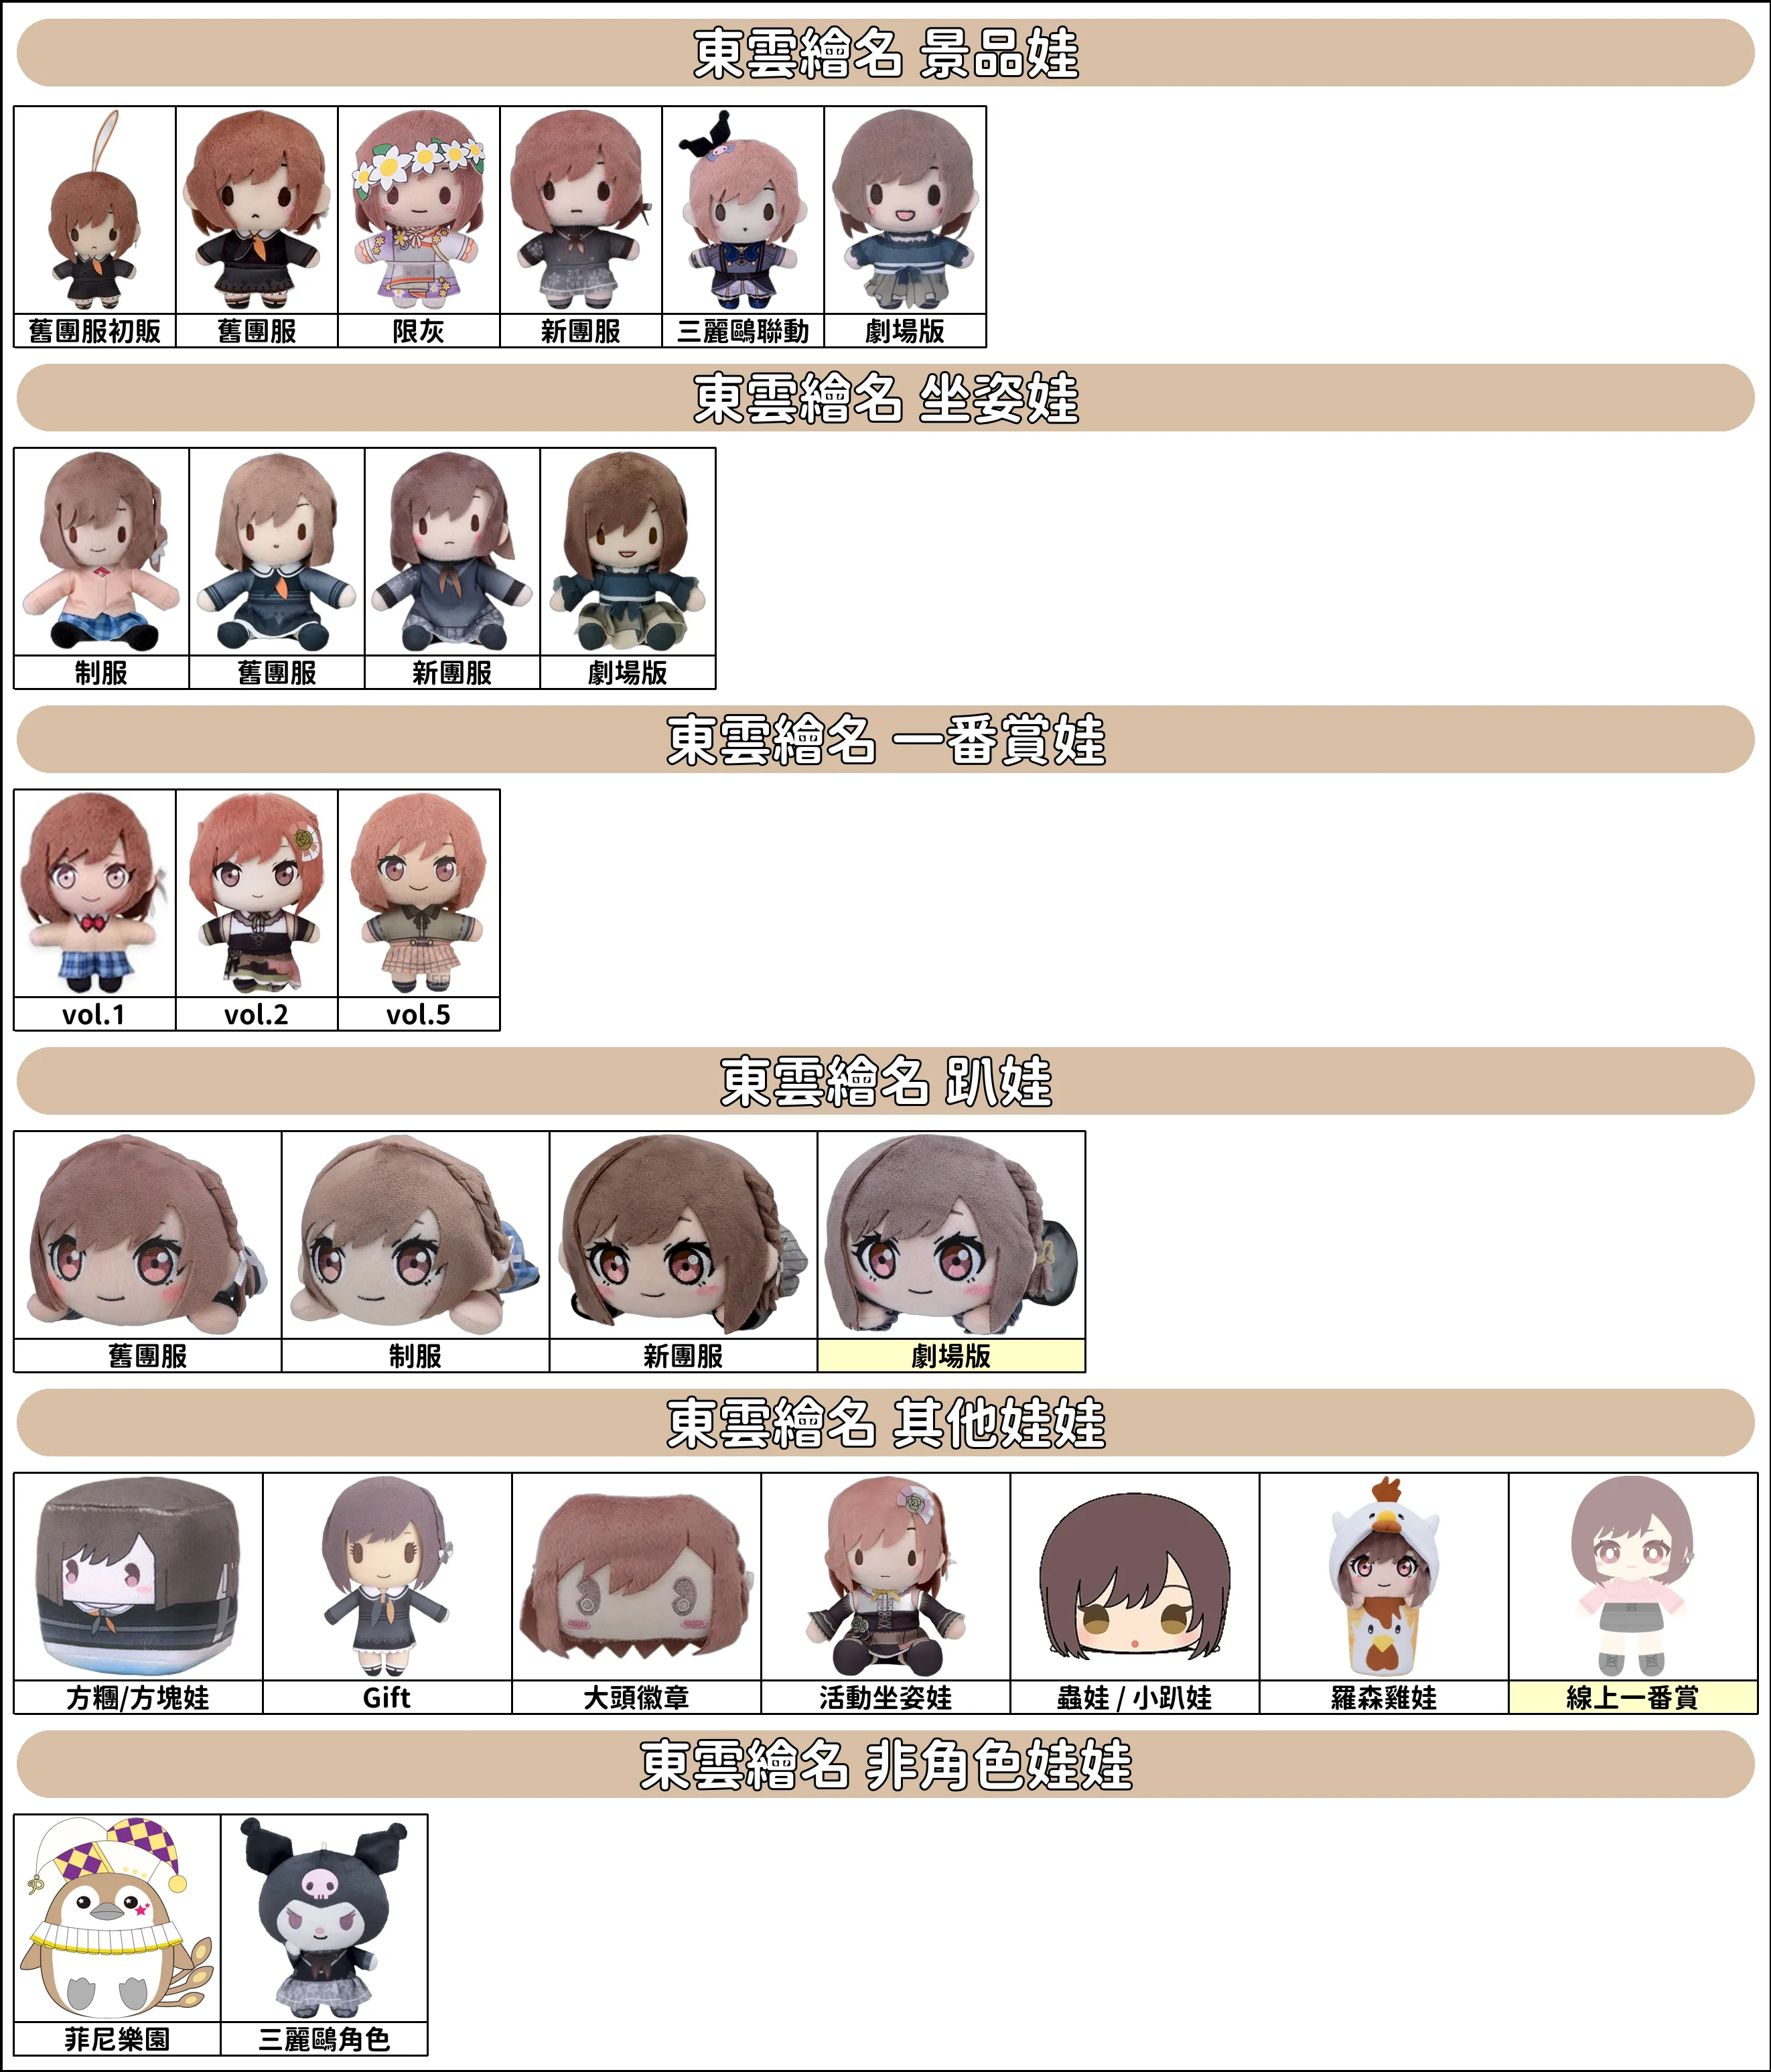 東雲繪名 景品娃
舊團服初販 舊團服 限灰 新團服 三麗鷗聯動 劇場版
東雲繪名 坐姿娃
制服 舊團服 新團服 劇場版
東雲繪名 一番賞娃
vol.1 vol.2 vol.5
東雲繪名 趴娃
舊團服 制服 新團服 劇場版
東雲繪名 其他娃娃
方糰/方塊娃 Gift 大頭徽章 活動坐姿娃 蟲娃 / 小趴娃 羅森雞娃 線上一番賞
東雲繪名 非角色娃娃
菲尼樂園 三麗鷗角色